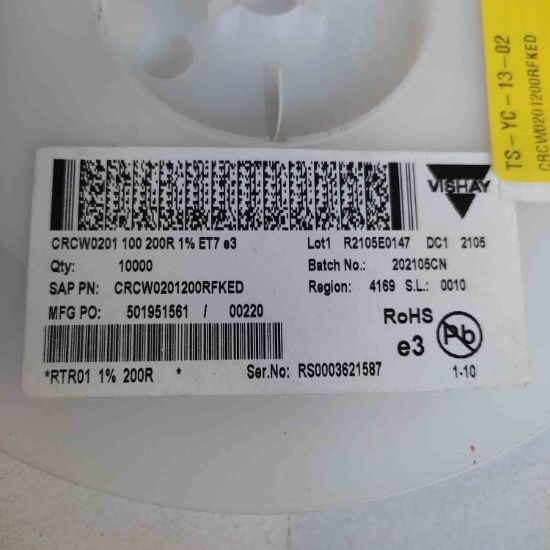 VISHAY
CRCW0201 100 200R 1% ET7 e3 Lot1 R2105E0147 DC1 2105
Qty: 10000 Batch No.: 202105CN
SAP PN: CRCW0201200RFKED Region: 4169 S.L.: 0010
MFG PO: 501951561 / 00220
RoHS
e3 Pb
*RTR01 1% 200R * Ser.No: RS0003621587 1-10
TS-YC-13-02
CRCW0201200RFKED